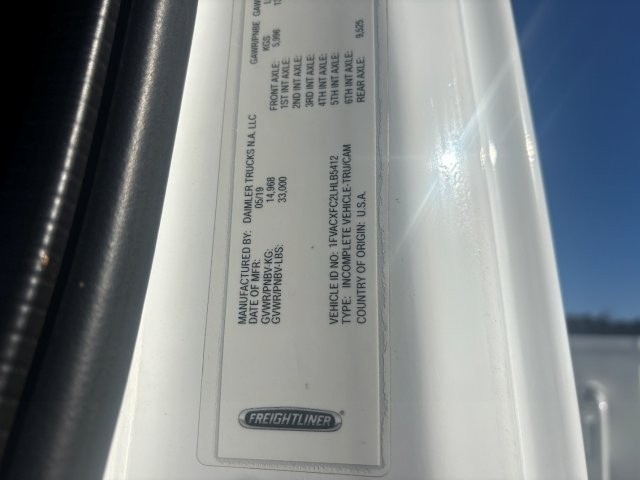 FREIGHTLINER
MANUFACTURED BY: DAIMLER TRUCKS N.A. LLC
DATE OF MFR: 05/19
GVWR/PNBV-KG: 14,968
GVWR/PNBV-LBS: 33,000
VEHICLE ID NO: 1FVACXFC2LHLB5412
TYPE: INCOMPLETE VEHICLE-TRU/CAM
COUNTRY OF ORIGIN: U.S.A.
GAWR/PNBE
KGS
FRONT AXLE: 5,996
1ST INT AXLE:
2ND INT AXLE:
3RD INT AXLE:
4TH INT AXLE:
5TH INT AXLE:
6TH INT AXLE:
REAR AXLE: 9,525